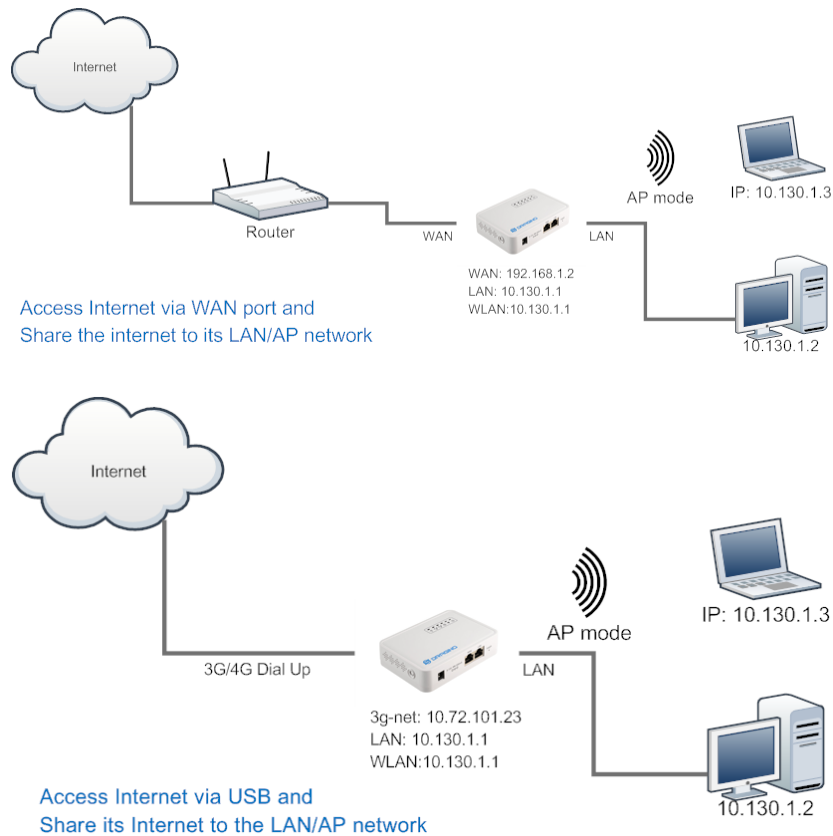 Internet
AP mode
IP: 10.130.1.3
Router
WAN
LAN
WAN: 192.168.1.2
LAN: 10.130.1.1
WLAN:10.130.1.1
Access Internet via WAN port and
Share the internet to its LAN/AP network
10.130.1.2
Internet
AP mode
IP: 10.130.1.3
3G/4G Dial Up
LAN
3g-net: 10.72.101.23
LAN: 10.130.1.1
WLAN:10.130.1.1
10.130.1.2
Access Internet via USB and
Share its Internet to the LAN/AP network